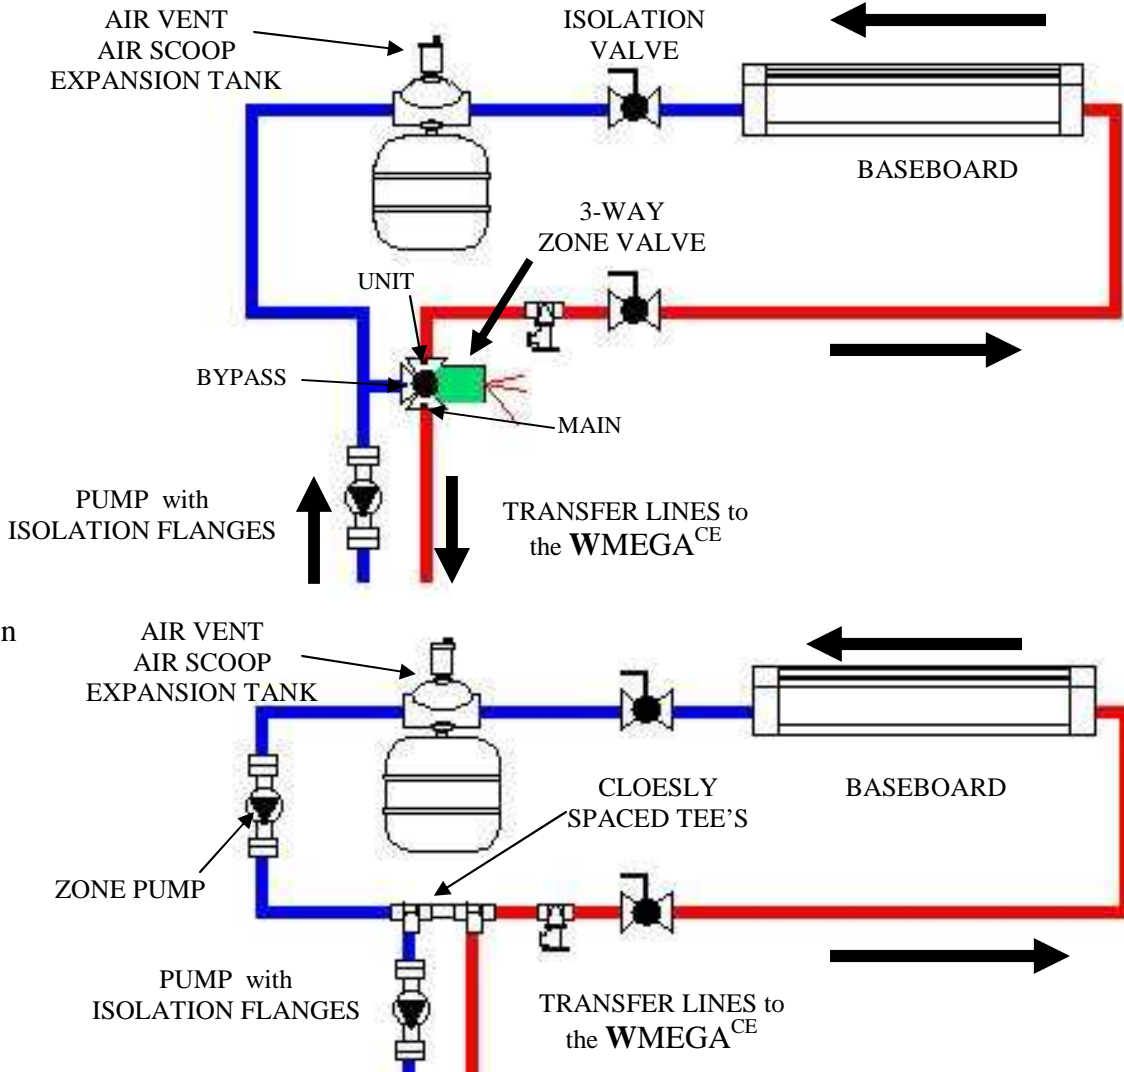 AIR VENT
AIR SCOOP
EXPANSION TANK
ISOLATION
VALVE
BASEBOARD
3-WAY
ZONE VALVE
UNIT
BYPASS
MAIN
PUMP with
ISOLATION FLANGES
TRANSFER LINES to
the WMEGACE
n
AIR VENT
AIR SCOOP
EXPANSION TANK
CLOESLY
SPACED TEE'S
BASEBOARD
ZONE PUMP
PUMP with
ISOLATION FLANGES
TRANSFER LINES to
the WMEGACE